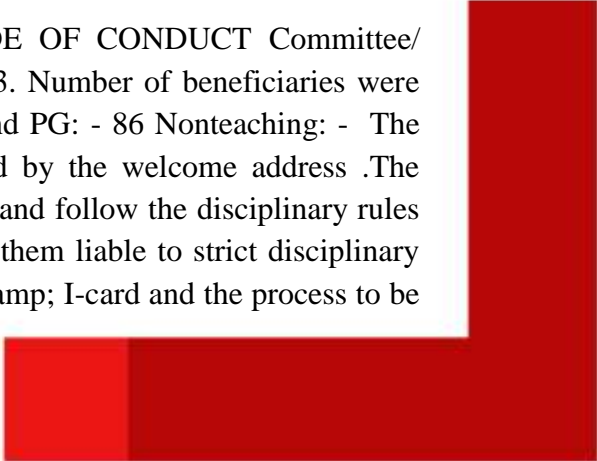 DE OF CONDUCT Committee/
3. Number of beneficiaries were
nd PG: - 86 Nonteaching: - The
d by the welcome address .The
and follow the disciplinary rules
them liable to strict disciplinary
amp; I-card and the process to be